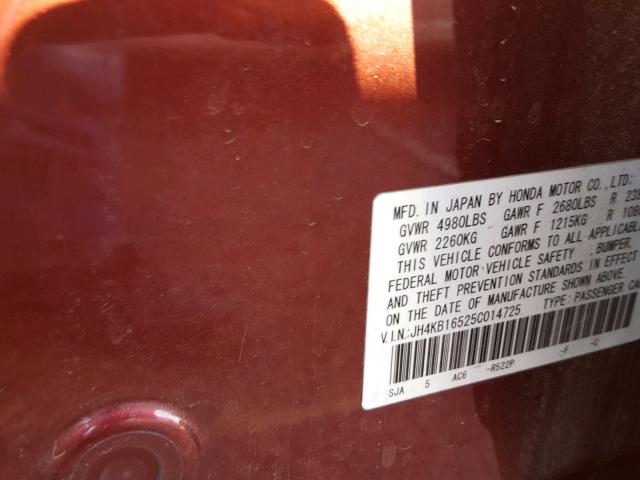 MFD. IN JAPAN BY HONDA MOTOR CO., LTD:
GVWR 4980LBS GAWR F 2680LBS R
GVWR 2260KG GAWR F 1215KG R
THIS VEHICLE CONFORMS TO ALL APPLICABLE
FEDERAL MOTOR VEHICLE SAFETY, BUMPER,
AND THEFT PREVENTION STANDARDS IN EFFECT
ON THE DATE OF MANUFACTURE SHOWN ABOVE.
V.I.N.:JH4KB16525C014725 TYPE: PASSENGER CAR
SJA 5 AC6 -R522P -F